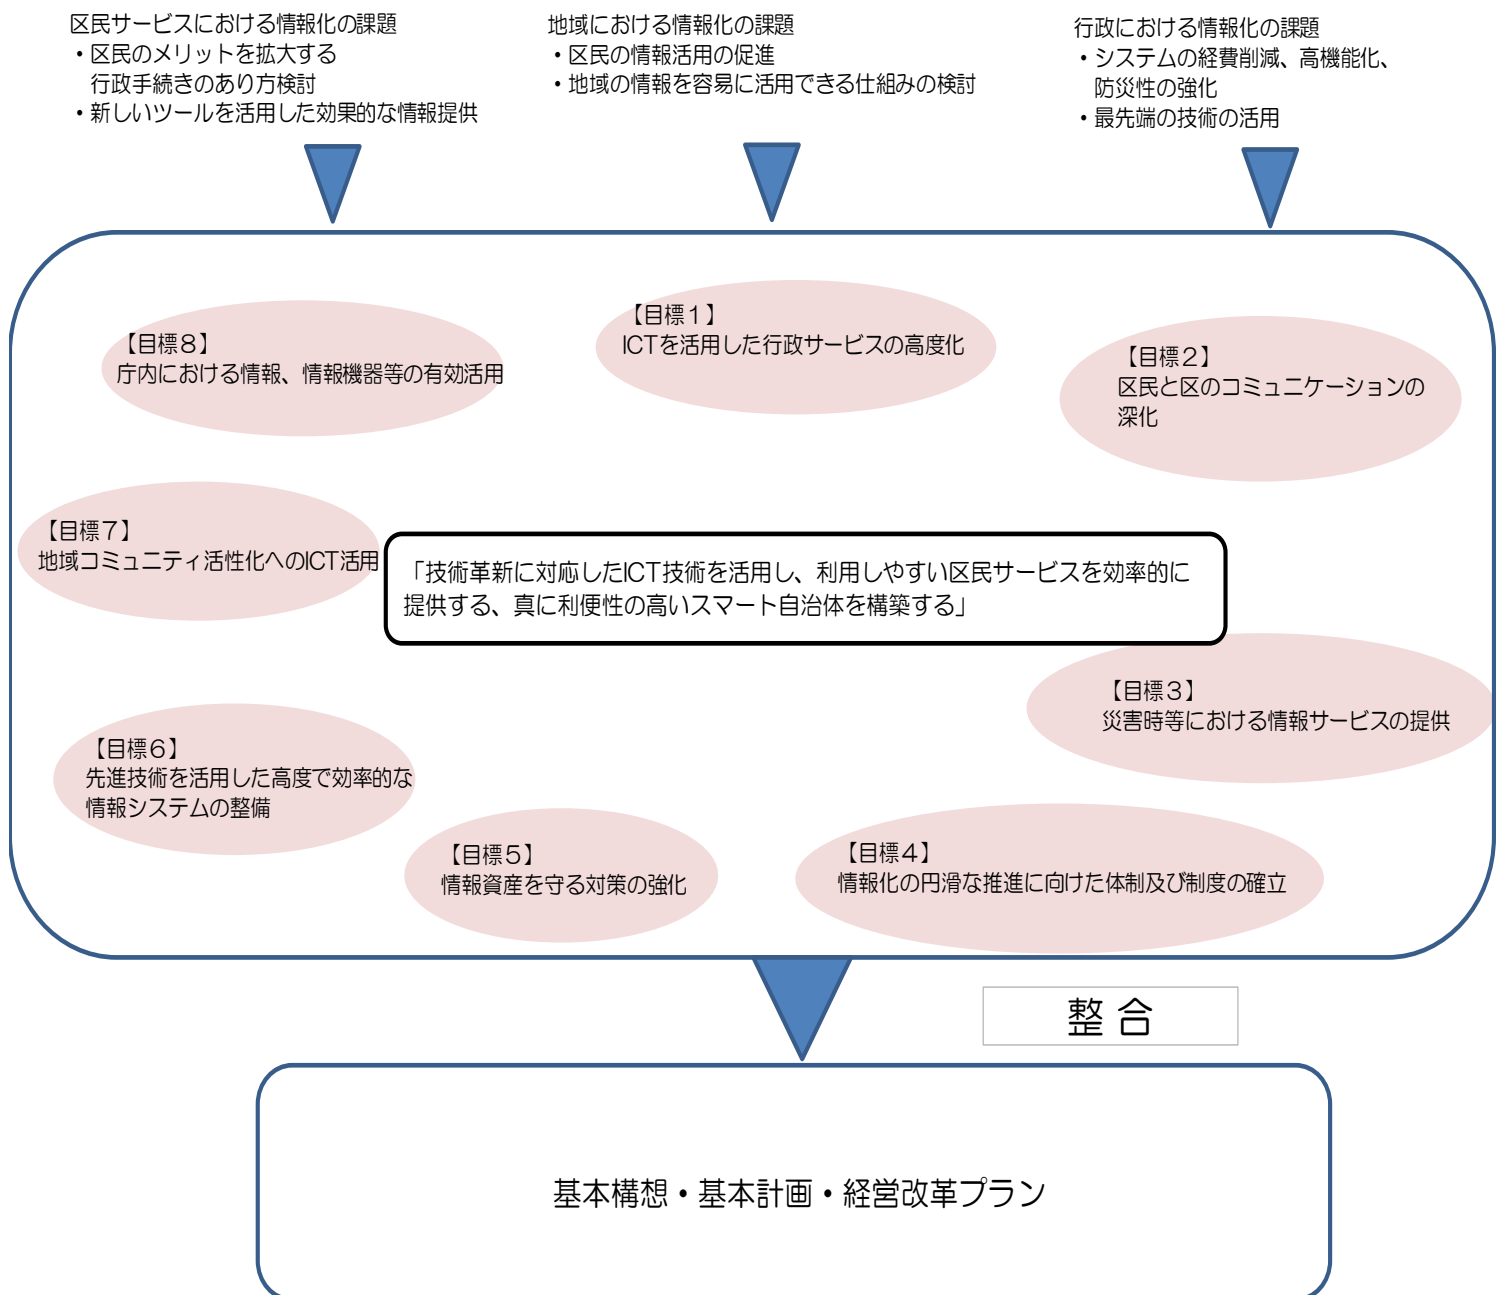 区民サービスにおける情報化の課題
・区民のメリットを拡大する
行政手続きのあり方検討
・新しいツールを活用した効果的な情報提供
地域における情報化の課題
・区民の情報活用の促進
・地域の情報を容易に活用できる仕組みの検討
行政における情報化の課題
・システムの経費削減、高機能化、
防災性の強化
・最先端の技術の活用
【目標1】
ICTを活用した行政サービスの高度化
【目標2】
区民と区のコミュニケーションの
深化
【目標8】
庁内における情報、情報機器等の有効活用
【目標7】
地域コミュニティ活性化へのICT活用
「技術革新に対応したICT技術を活用し、利用しやすい区民サービスを効率的に
提供する、真に利便性の高いスマート自治体を構築する」
【目標3】
災害時等における情報サービスの提供
【目標6】
先進技術を活用した高度で効率的な
情報システムの整備
【目標5】
情報資産を守る対策の強化
【目標4】
情報化の円滑な推進に向けた体制及び制度の確立
整 合
基本構想・基本計画・経営改革プラン